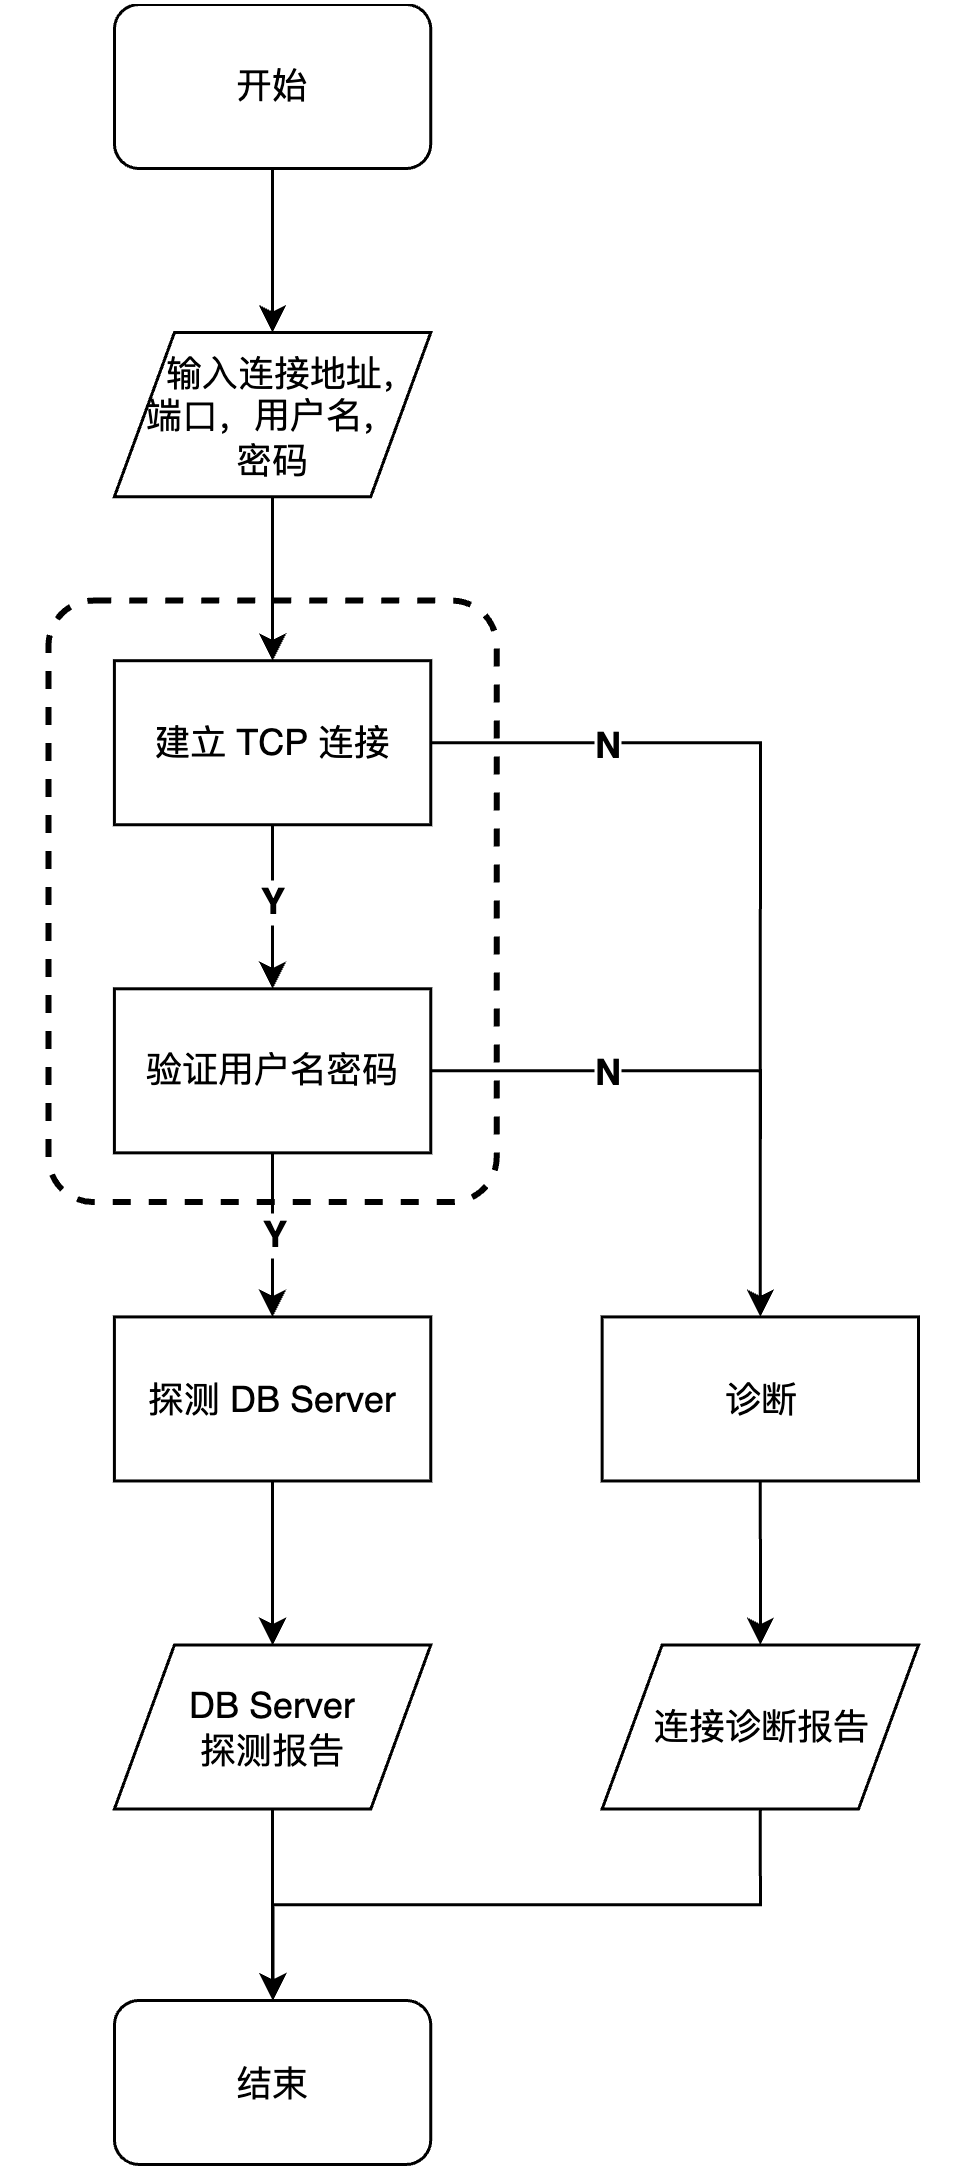 开始
输入连接地址，
端口，用户名，
密码
建立 TCP 连接
N
Y
验证用户名密码
N
Y
探测 DB Server
诊断
DB Server
探测报告
连接诊断报告
结束